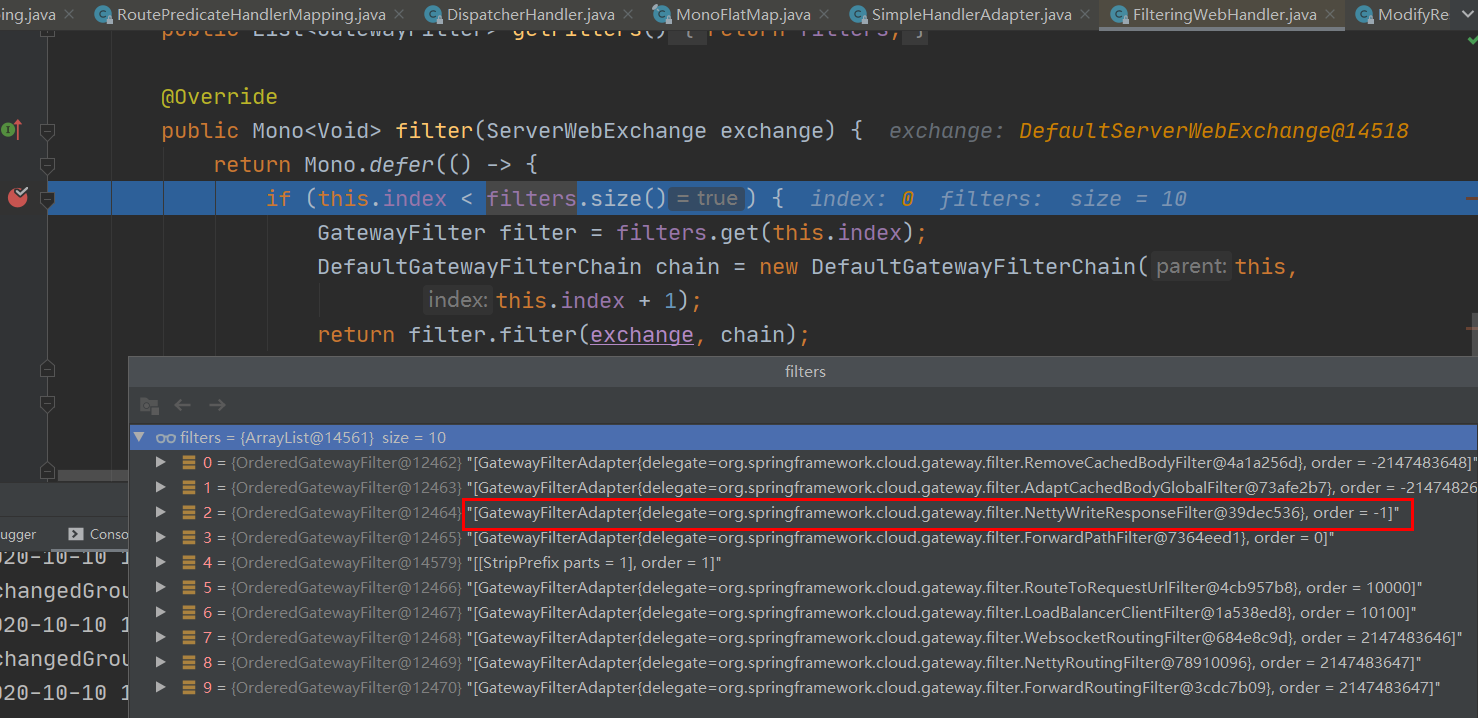 ing.java × RoutePredicateHandlerMapping.java × DispatcherHandler.java × MonoFlatMap.java × SimpleHandlerAdapter.java × FilteringWebHandler.java × ModifyRe
public List<GatewayFilter> getFilters() { return filters; }
@Override
public Mono<Void> filter(ServerWebExchange exchange) { exchange: DefaultServerWebExchange@14518
return Mono.defer(() -> {
if (this.index < filters.size() = true ) { index: 0 filters: size = 10
GatewayFilter filter = filters.get(this.index);
DefaultGatewayFilterChain chain = new DefaultGatewayFilterChain( parent: this,
index: this.index + 1);
return filter.filter(exchange, chain);
filters
filters = {ArrayList@14561} size = 10
0 = {OrderedGatewayFilter@12462} "[GatewayFilterAdapter{delegate=org.springframework.cloud.gateway.filter.RemoveCachedBodyFilter@4a1a256d}, order = -2147483648]"
1 = {OrderedGatewayFilter@12463} "[GatewayFilterAdapter{delegate=org.springframework.cloud.gateway.filter.AdaptCachedBodyGlobalFilter@73afe2b7}, order = -21474826
2 = {OrderedGatewayFilter@12464} "[GatewayFilterAdapter{delegate=org.springframework.cloud.gateway.filter.NettyWriteResponseFilter@39dec536}, order = -1]"
3 = {OrderedGatewayFilter@12465} "[GatewayFilterAdapter{delegate=org.springframework.cloud.gateway.filter.ForwardPathFilter@7364eed1}, order = 0]"
4 = {OrderedGatewayFilter@14579} "[[StripPrefix parts = 1], order = 1]"
5 = {OrderedGatewayFilter@12466} "[GatewayFilterAdapter{delegate=org.springframework.cloud.gateway.filter.RouteToRequestUrlFilter@4cb957b8}, order = 10000]"
6 = {OrderedGatewayFilter@12467} "[GatewayFilterAdapter{delegate=org.springframework.cloud.gateway.filter.LoadBalancerClientFilter@1a538ed8}, order = 10100]"
7 = {OrderedGatewayFilter@12468} "[GatewayFilterAdapter{delegate=org.springframework.cloud.gateway.filter.WebsocketRoutingFilter@684e8c9d}, order = 2147483646]"
8 = {OrderedGatewayFilter@12469} "[GatewayFilterAdapter{delegate=org.springframework.cloud.gateway.filter.NettyRoutingFilter@78910096}, order = 2147483647]"
9 = {OrderedGatewayFilter@12470} "[GatewayFilterAdapter{delegate=org.springframework.cloud.gateway.filter.ForwardRoutingFilter@3cdc7b09}, order = 2147483647]"
ugger Conso
020-10-10 1
changedGrou
020-10-10 1
changedGrou
020-10-10 1